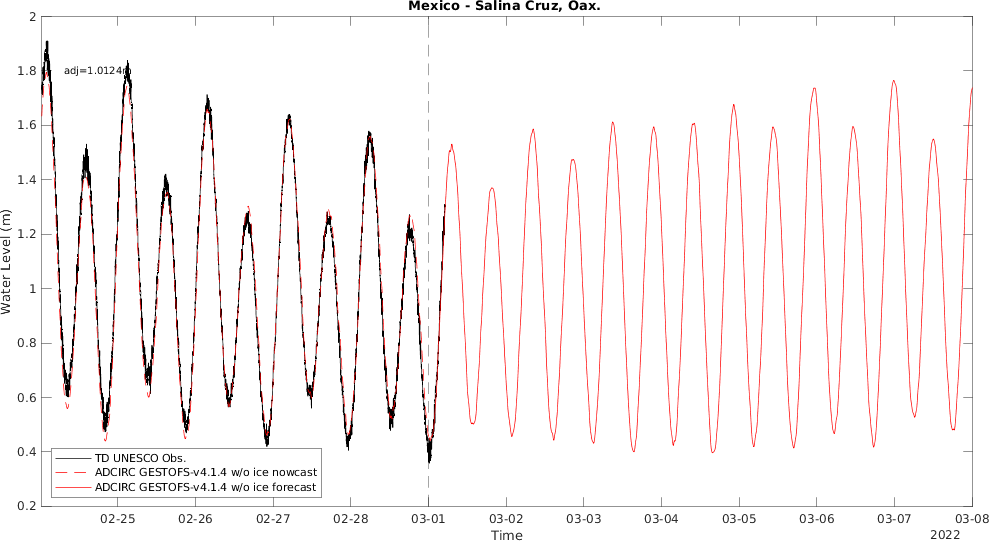 Mexico - Salina Cruz, Oax.
2
1.8
1.6
1.4
1.2
1
0.8
0.6
0.4
0.2
Water Level (m)
adj=1.0124m
TD UNESCO Obs.
ADCIRC GESTOFS-v4.1.4 w/o ice nowcast
ADCIRC GESTOFS-v4.1.4 w/o ice forecast
02-25 02-26 02-27 02-28 03-01 03-02 03-03 03-04 03-05 03-06 03-07 03-08
Time
2022